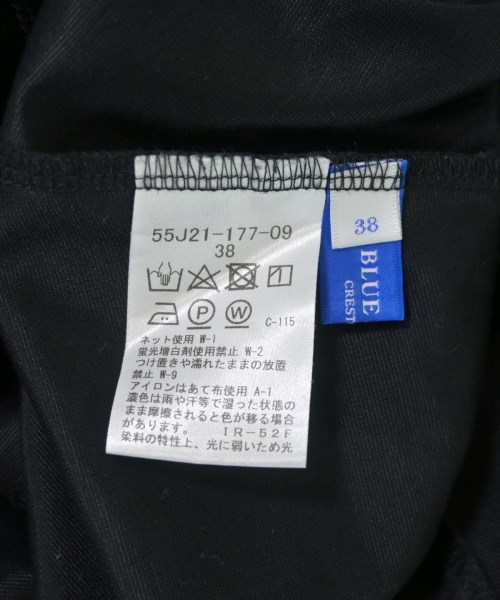 55J21-177-09
38
C-115
ネット使用 W-1
蛍光増白剤使用禁止 W-2
つけ置きや濡れたままの放置
禁止 W-9
アイロンはあて布使用 A-1
濃色は雨や汗等で湿った状態の
まま摩擦されると色が移る場合
があります。 IR-52F
染料の特性上、光に弱いため光
38
BLUE
CREST